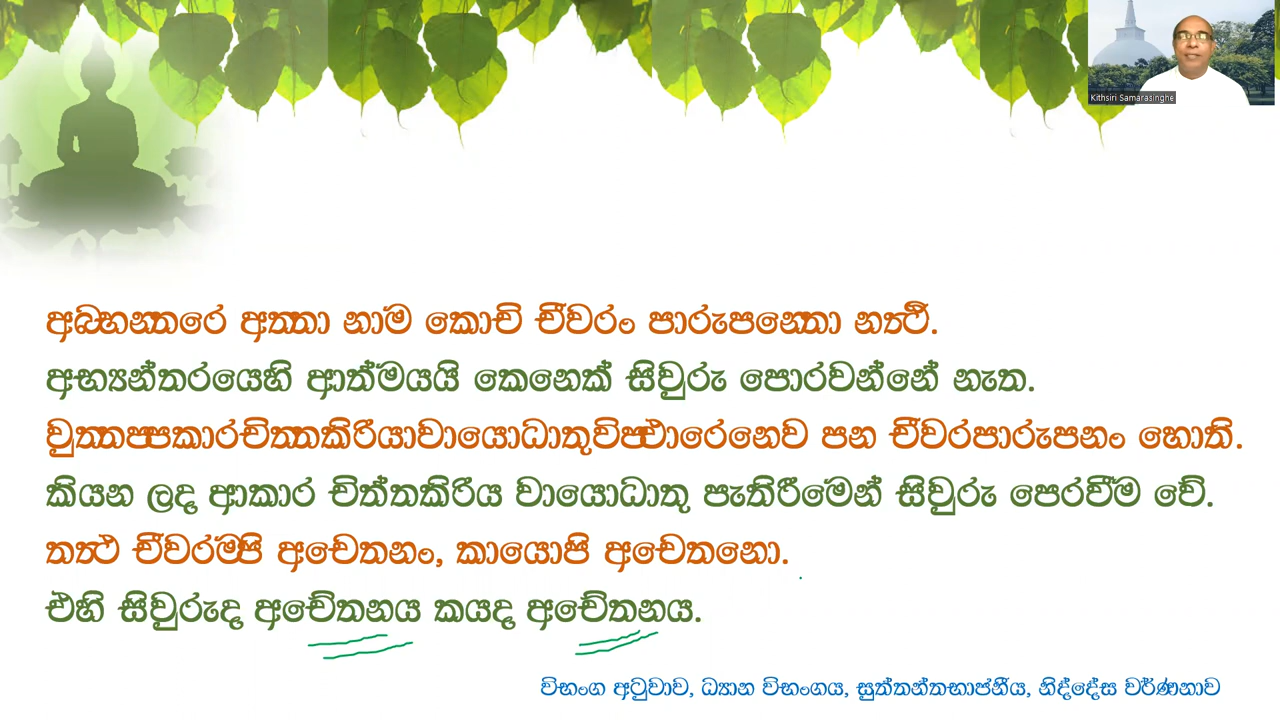 Kithsiri Samarasinghe
අබ්භන්තරෙ අත්තා නාම කොචි චීවරං පාරුපන්තො නත්ථි.
අභ්‍යන්තරයෙහි ආත්මයයි කෙනෙක් සිවුරු පොරවන්නේ නැත.
වුත්තප්පකාරචිත්තකිරියාවායොධාතුවිප්ඵාරෙනෙව පන චීවරපාරුපනං හොති.
කියන ලද ආකාර චිත්තකිරිය වායොධාතු පැතිරීමෙන් සිවුරු පෙරවීම වේ.
තත්ථ චීවරම්පි අචෙතනං, කායොපි අචෙතනො.
එහි සිවුරුද අචේතනය කයද අචේතනය.
විභංග අටුවාව, ධ්‍යාන විභංගය, සුත්තන්තභාජනීය, නිද්දේස වර්ණනාව